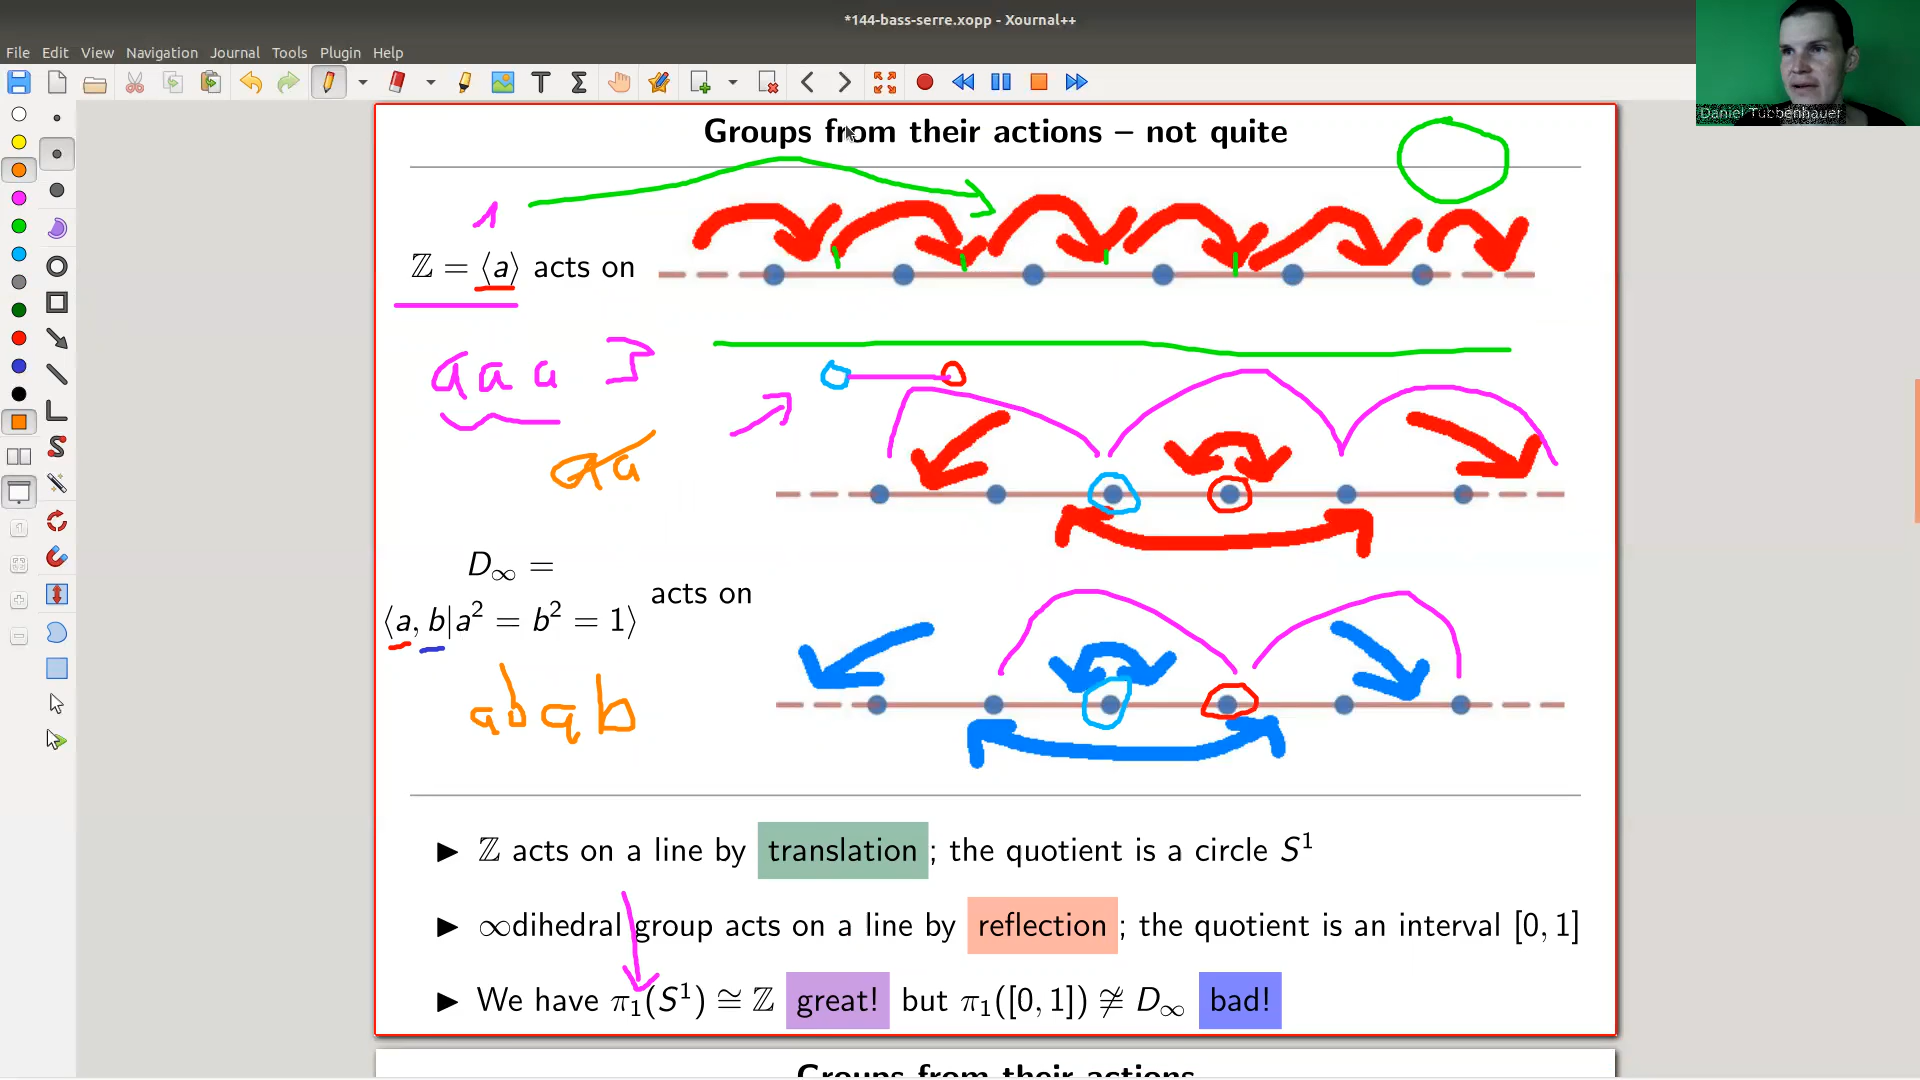 *144-bass-serre.xopp - Xournal++
File Edit View Navigation Journal Tools Plugin Help
Daniel Tubbenhauer
Groups from their actions – not quite
1
ℤ = ⟨a⟩ acts on
a a a
a a
D∞ =
⟨a, b|a² = b² = 1⟩ acts on
a b a b
▶ ℤ acts on a line by translation ; the quotient is a circle S¹
▶ ∞dihedral group acts on a line by reflection ; the quotient is an interval [0, 1]
▶ We have π₁(S¹) ≅ ℤ great! but π₁([0, 1]) ≇ D∞ bad!
Groups from their actions